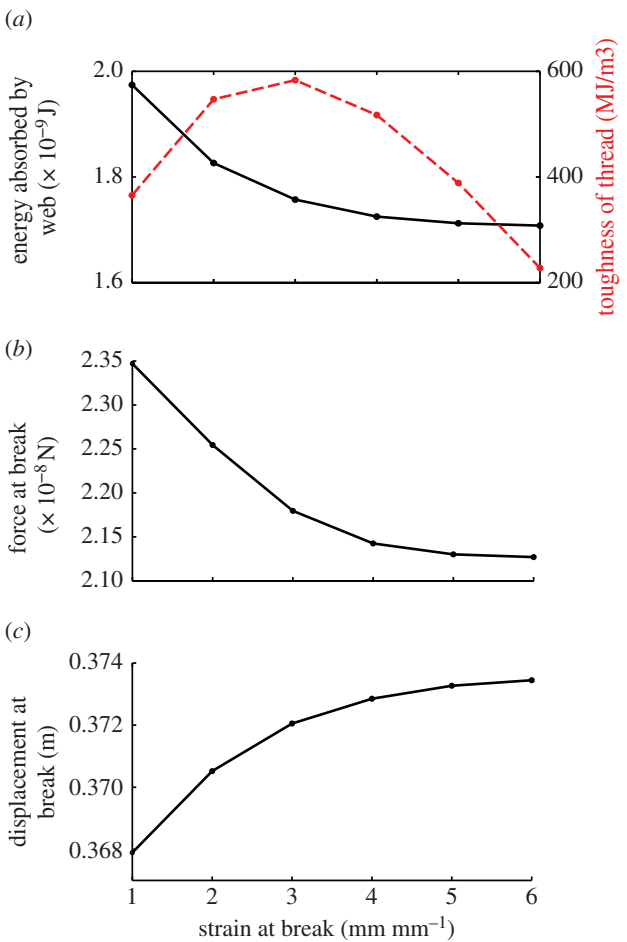 (a)
energy absorbed by
web (× 10⁻⁹ J)
2.0
1.8
1.6
600
400
200
toughness of thread (MJ/m3)
(b)
force at break
(× 10⁻⁸ N)
2.35
2.30
2.25
2.20
2.15
2.10
(c)
displacement at
break (m)
0.374
0.372
0.370
0.368
1 2 3 4 5 6
strain at break (mm mm⁻¹)